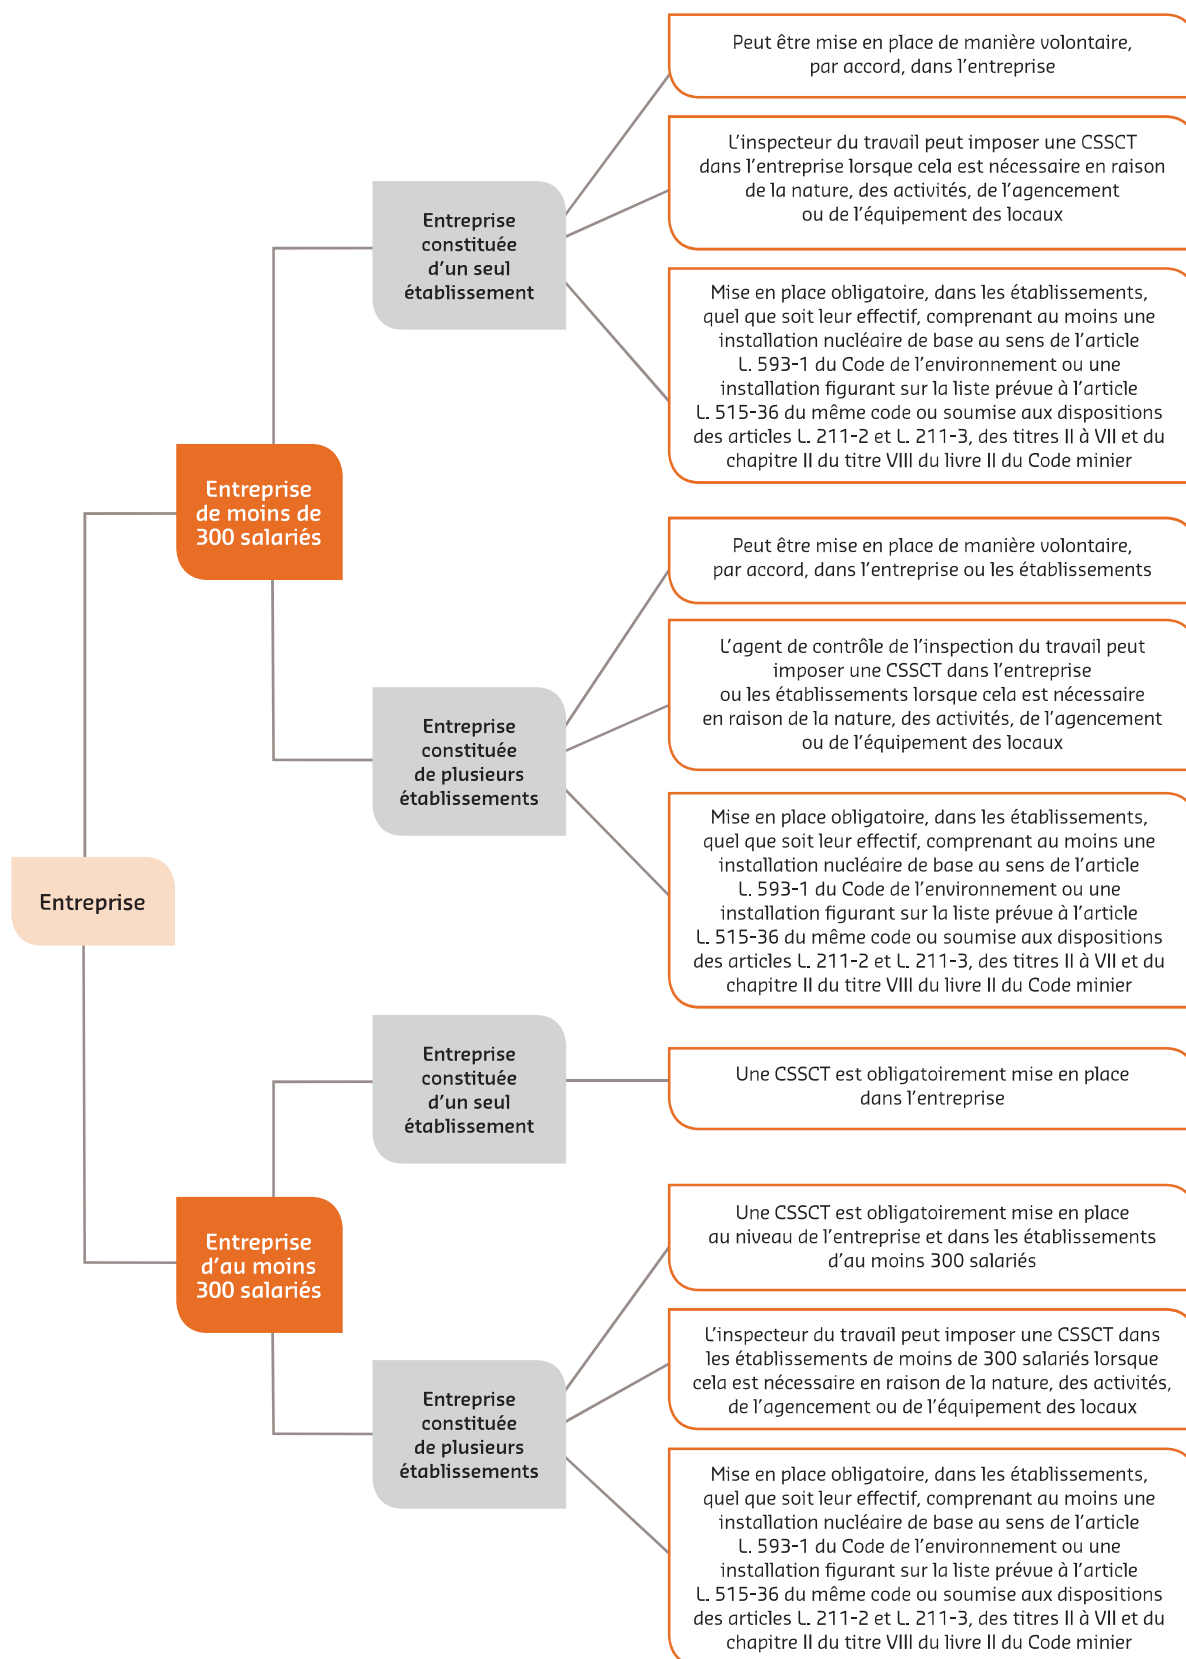 Peut être mise en place de manière volontaire,
par accord, dans l'entreprise
L'inspecteur du travail peut imposer une CSSCT
dans l'entreprise lorsque cela est nécessaire en raison
de la nature, des activités, de l'agencement
ou de l'équipement des locaux
Entreprise
constituée
d'un seul
établissement
Mise en place obligatoire, dans les établissements,
quel que soit leur effectif, comprenant au moins une
installation nucléaire de base au sens de l'article
L. 593-1 du Code de l'environnement ou une
installation figurant sur la liste prévue à l'article
L. 515-36 du même code ou soumise aux dispositions
des articles L. 211-2 et L. 211-3, des titres II à VII et du
chapitre II du titre VIII du livre II du Code minier
Entreprise
de moins de
300 salariés
Peut être mise en place de manière volontaire,
par accord, dans l'entreprise ou les établissements
L'agent de contrôle de l'inspection du travail peut
imposer une CSSCT dans l'entreprise
ou les établissements lorsque cela est nécessaire
en raison de la nature, des activités, de l'agencement
ou de l'équipement des locaux
Entreprise
constituée
de plusieurs
établissements
Mise en place obligatoire, dans les établissements,
quel que soit leur effectif, comprenant au moins une
installation nucléaire de base au sens de l'article
L. 593-1 du Code de l'environnement ou une
installation figurant sur la liste prévue à l'article
L. 515-36 du même code ou soumise aux dispositions
des articles L. 211-2 et L. 211-3, des titres II à VII et du
chapitre II du titre VIII du livre II du Code minier
Entreprise
Entreprise
constituée
d'un seul
établissement
Une CSSCT est obligatoirement mise en place
dans l'entreprise
Entreprise
d'au moins
300 salariés
Une CSSCT est obligatoirement mise en place
au niveau de l'entreprise et dans les établissements
d'au moins 300 salariés
L'inspecteur du travail peut imposer une CSSCT dans
les établissements de moins de 300 salariés lorsque
cela est nécessaire en raison de la nature, des activités,
de l'agencement ou de l'équipement des locaux
Entreprise
constituée
de plusieurs
établissements
Mise en place obligatoire, dans les établissements,
quel que soit leur effectif, comprenant au moins une
installation nucléaire de base au sens de l'article
L. 593-1 du Code de l'environnement ou une
installation figurant sur la liste prévue à l'article
L. 515-36 du même code ou soumise aux dispositions
des articles L. 211-2 et L. 211-3, des titres II à VII et du
chapitre II du titre VIII du livre II du Code minier